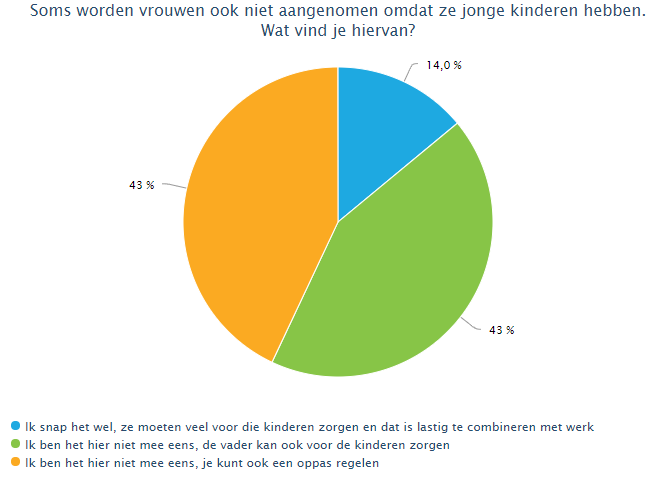 Soms worden vrouwen ook niet aangenomen omdat ze jonge kinderen hebben.
Wat vind je hiervan?
14,0 %
43 %
43 %
Ik snap het wel, ze moeten veel voor die kinderen zorgen en dat is lastig te combineren met werk
Ik ben het hier niet mee eens, de vader kan ook voor de kinderen zorgen
Ik ben het hier niet mee eens, je kunt ook een oppas regelen